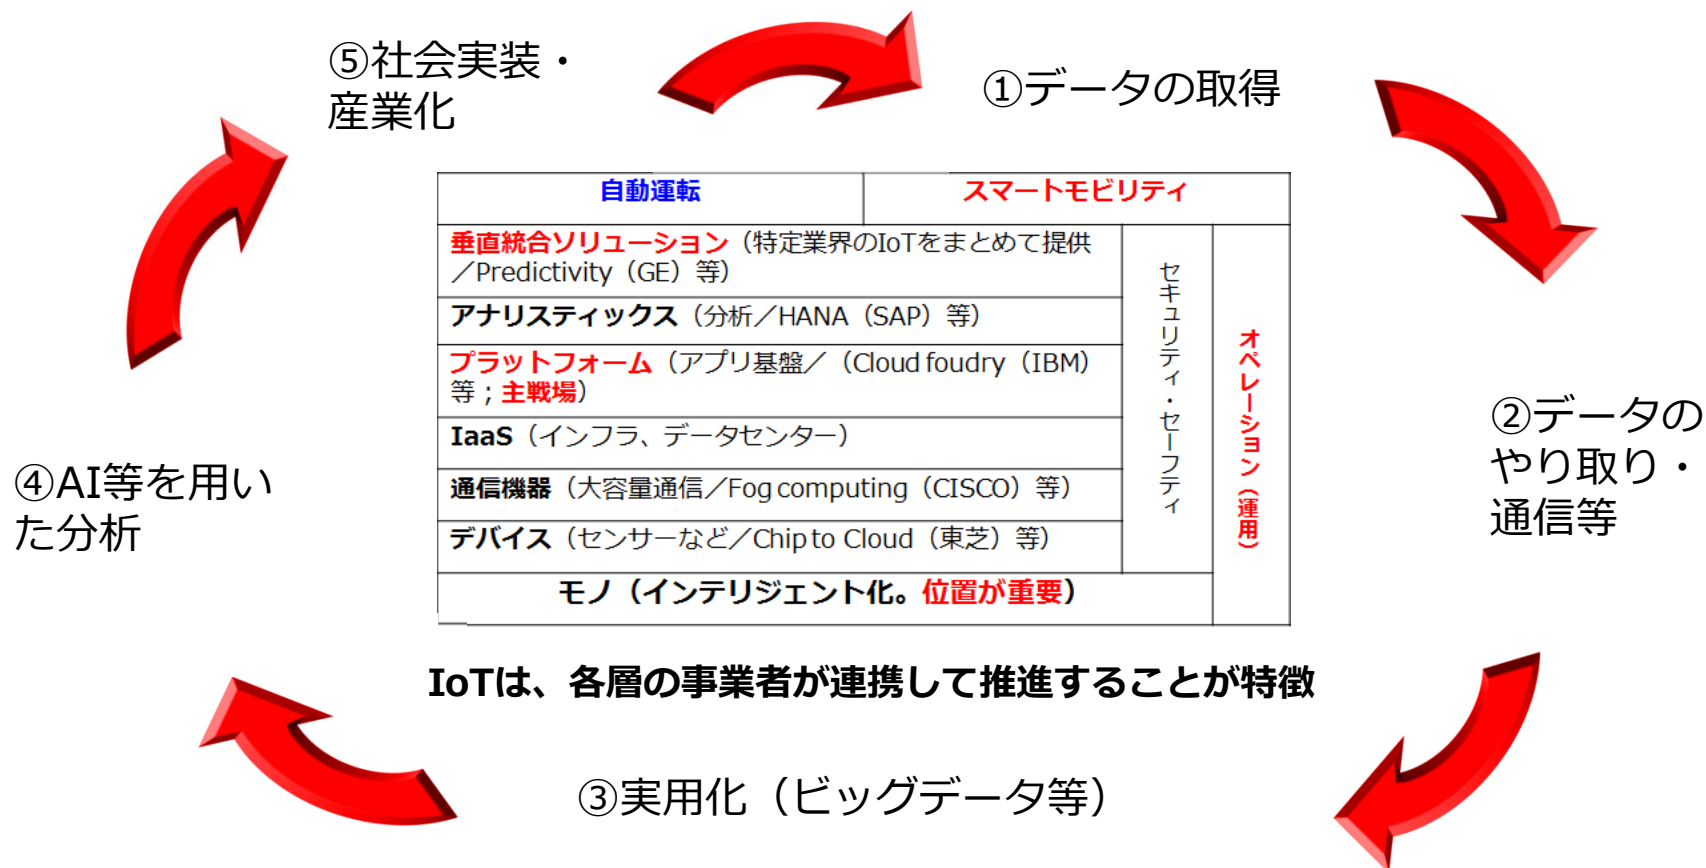 ⑤社会実装・
産業化
①データの取得
自動運転
スマートモビリティ
垂直統合ソリューション（特定業界のIoTをまとめて提供
／Predictivity（GE）等）
アナリスティックス（分析／HANA（SAP）等）
プラットフォーム（アプリ基盤／（Cloud foudry（IBM）
等；主戦場）
IaaS（インフラ、データセンター）
通信機器（大容量通信／Fog computing（CISCO）等）
デバイス（センサーなど／Chip to Cloud（東芝）等）
モノ（インテリジェント化。位置が重要）
セキュリティ・セーフティ
オペレーション（運用）
②データの
やり取り・
通信等
④AI等を用い
た分析
IoTは、各層の事業者が連携して推進することが特徴
③実用化（ビッグデータ等）